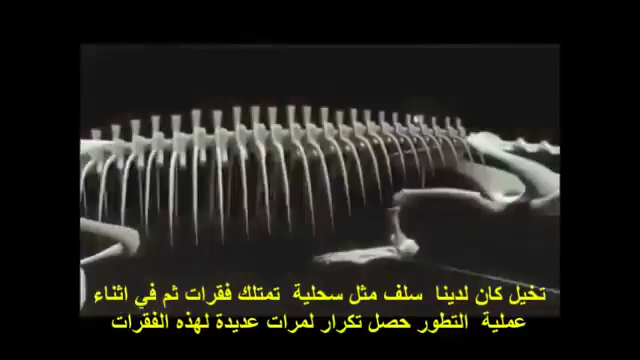 تخيل كان لدينا سلف مثل سحلية تمتلك فقرات ثم في اثناء
عملية التطور حصل تكرار لمرات عديدة لهذه الفقرات